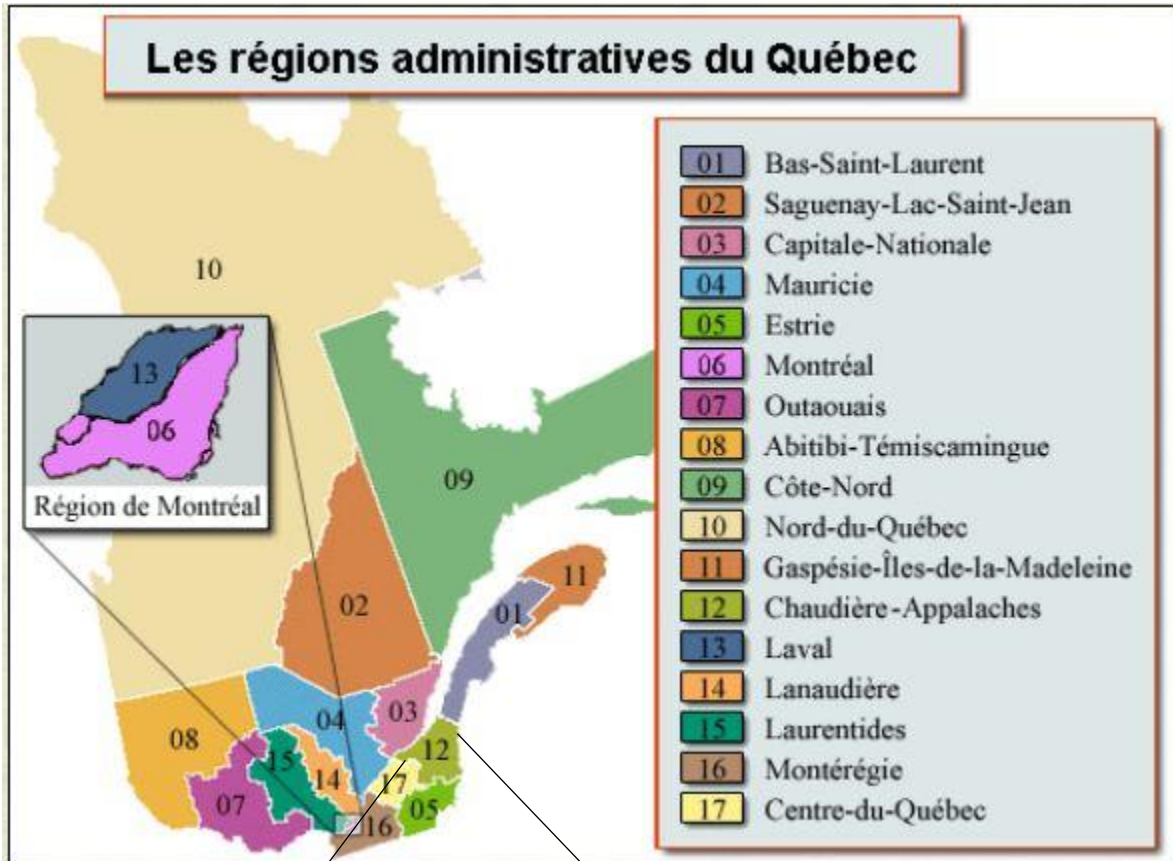 Les régions administratives du Québec
01 Bas-Saint-Laurent
02 Saguenay-Lac-Saint-Jean
03 Capitale-Nationale
04 Mauricie
05 Estrie
06 Montréal
07 Outaouais
08 Abitibi-Témiscamingue
09 Côte-Nord
10 Nord-du-Québec
11 Gaspésie-Îles-de-la-Madeleine
12 Chaudière-Appalaches
13 Laval
14 Lanaudière
15 Laurentides
16 Montérégie
17 Centre-du-Québec
10
13
06
Région de Montréal
09
02
11
01
03
04
08
12
15
14
17
07
05
16